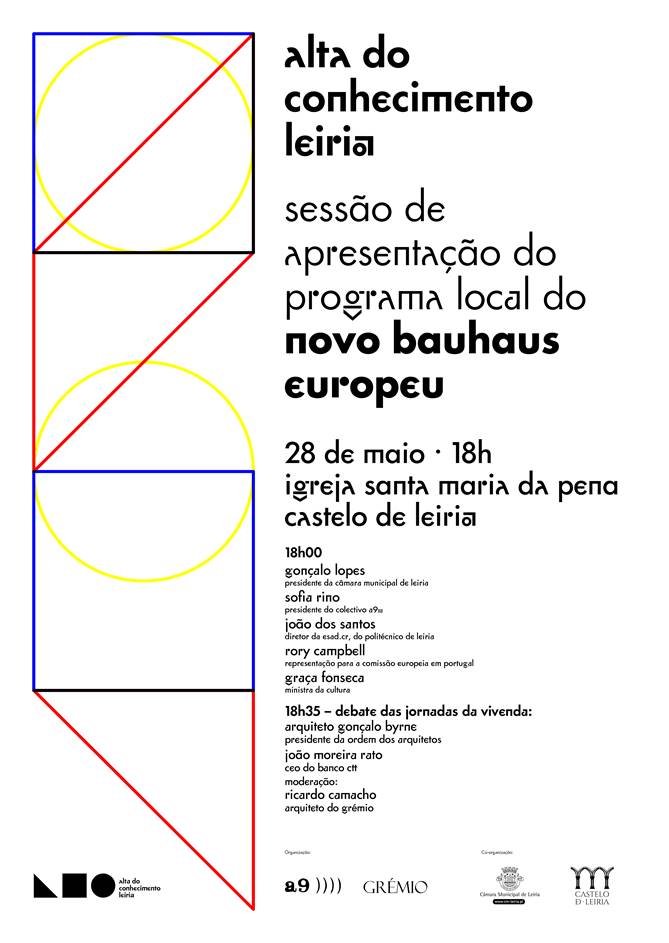 alta do
conhecimento
leiria
sessão de
apresentação do
programa local do
novo bauhaus
europeu
28 de maio · 18h
igreja santa maria da pena
castelo de leiria
18h00
gonçalo lopes
presidente da câmara municipal de leiria
sofia rino
presidente do colectivo a9))))
joão dos santos
diretor da esad.cr, do politécnico de leiria
rory campbell
representação para a comissão europeia em portugal
graça fonseca
ministra da cultura
18h35 – debate das jornadas da vivenda:
arquiteto gonçalo byrne
presidente da ordem dos arquitetos
joão moreira rato
ceo do banco ctt
moderação:
ricardo camacho
arquiteto do grémio
Organização:
Co-organização:
alta do
conhecimento
leiria
a9 ))))
GRÉMIO
Câmara Municipal de Leiria
www.cm-leiria.pt
CASTELO
D·LEIRIA